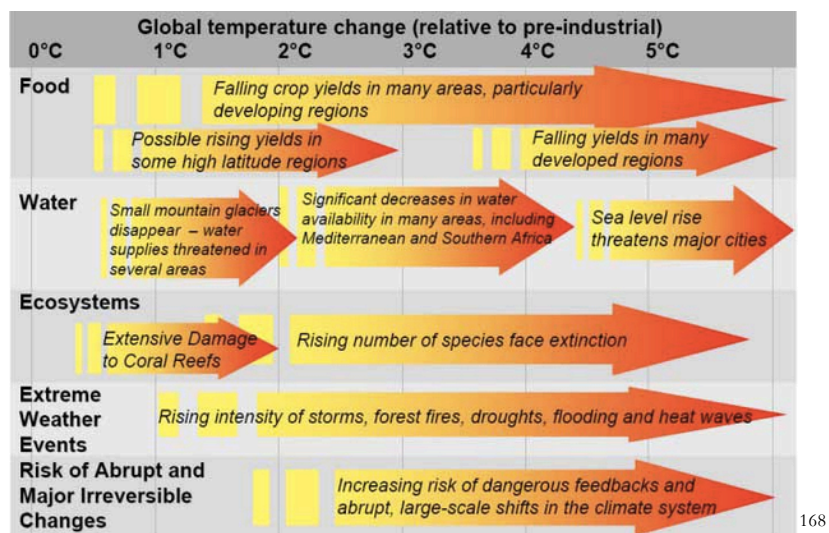 Global temperature change (relative to pre-industrial)
0°C 1°C 2°C 3°C 4°C 5°C
Food
Falling crop yields in many areas, particularly
developing regions
Possible rising yields in
some high latitude regions
Falling yields in many
developed regions
Water
Small mountain glaciers
disappear – water
supplies threatened in
several areas
Significant decreases in water
availability in many areas, including
Mediterranean and Southern Africa
Sea level rise
threatens major cities
Ecosystems
Extensive Damage
to Coral Reefs
Rising number of species face extinction
Extreme
Weather
Events
Rising intensity of storms, forest fires, droughts, flooding and heat waves
Risk of Abrupt and
Major Irreversible
Changes
Increasing risk of dangerous feedbacks and
abrupt, large-scale shifts in the climate system
168